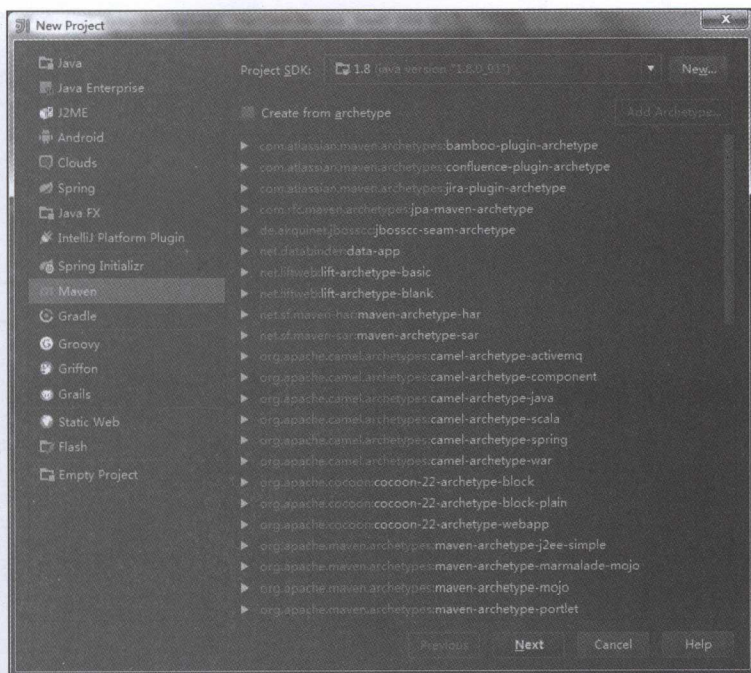 New Project
Java
Java Enterprise
J2ME
Android
Clouds
Spring
Java FX
IntelliJ Platform Plugin
Spring Initializr
Maven
Gradle
Groovy
Griffon
Grails
Static Web
Flash
Empty Project
Project SDK: 1.8 (java version "1.8.0_91") New...
Create from archetype Add Archetype...
com.atlassian.maven.archetypes:bamboo-plugin-archetype
com.atlassian.maven.archetypes:confluence-plugin-archetype
com.atlassian.maven.archetypes:jira-plugin-archetype
com.rfc.maven.archetypes:jpa-maven-archetype
de.akquinet.jbosscc:jbosscc-seam-archetype
net.databinder:data-app
net.liftweb:lift-archetype-basic
net.liftweb:lift-archetype-blank
net.sf.maven-har:maven-archetype-har
net.sf.maven-sar:maven-archetype-sar
org.apache.camel.archetypes:camel-archetype-activemq
org.apache.camel.archetypes:camel-archetype-component
org.apache.camel.archetypes:camel-archetype-java
org.apache.camel.archetypes:camel-archetype-scala
org.apache.camel.archetypes:camel-archetype-spring
org.apache.camel.archetypes:camel-archetype-war
org.apache.cocoon:cocoon-22-archetype-block
org.apache.cocoon:cocoon-22-archetype-block-plain
org.apache.cocoon:cocoon-22-archetype-webapp
org.apache.maven.archetypes:maven-archetype-j2ee-simple
org.apache.maven.archetypes:maven-archetype-marmalade-mojo
org.apache.maven.archetypes:maven-archetype-mojo
org.apache.maven.archetypes:maven-archetype-portlet
Previous Next Cancel Help